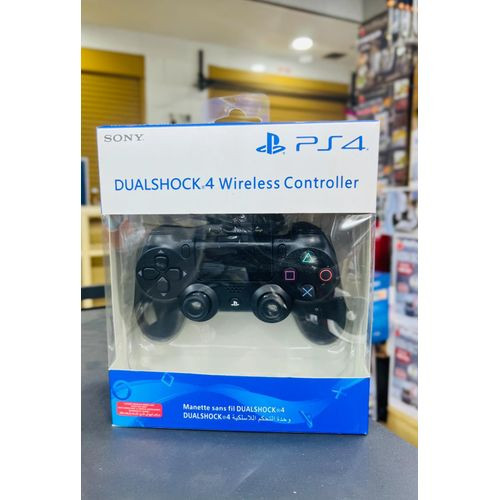 SONY
PS4
DUALSHOCK®4 Wireless Controller
Manette sans fil DUALSHOCK®4
وحدة التحكم اللاسلكية DUALSHOCK®4